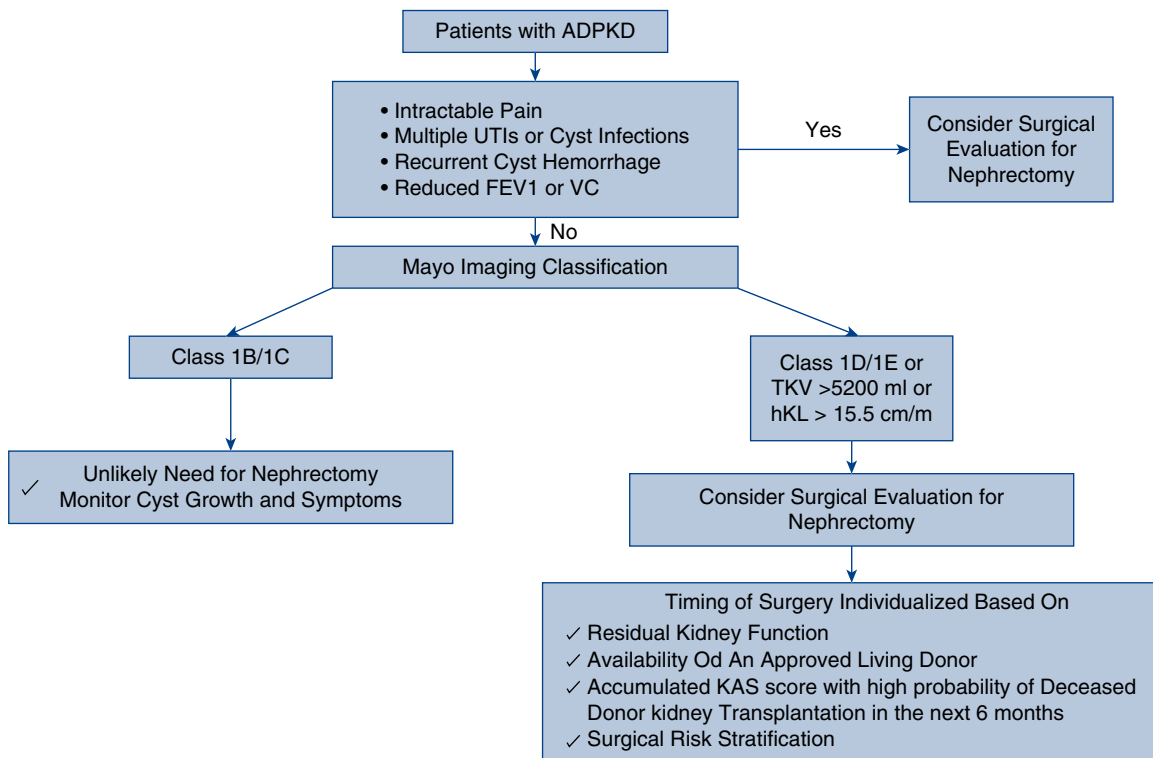 Patients with ADPKD
• Intractable Pain
• Multiple UTIs or Cyst Infections
• Recurrent Cyst Hemorrhage
• Reduced FEV1 or VC
Yes
Consider Surgical
Evaluation for
Nephrectomy
No
Mayo Imaging Classification
Class 1B/1C
Class 1D/1E or
TKV >5200 ml or
hKL > 15.5 cm/m
✓ Unlikely Need for Nephrectomy
Monitor Cyst Growth and Symptoms
Consider Surgical Evaluation for
Nephrectomy
Timing of Surgery Individualized Based On
✓ Residual Kidney Function
✓ Availability Od An Approved Living Donor
✓ Accumulated KAS score with high probability of Deceased
Donor kidney Transplantation in the next 6 months
✓ Surgical Risk Stratification